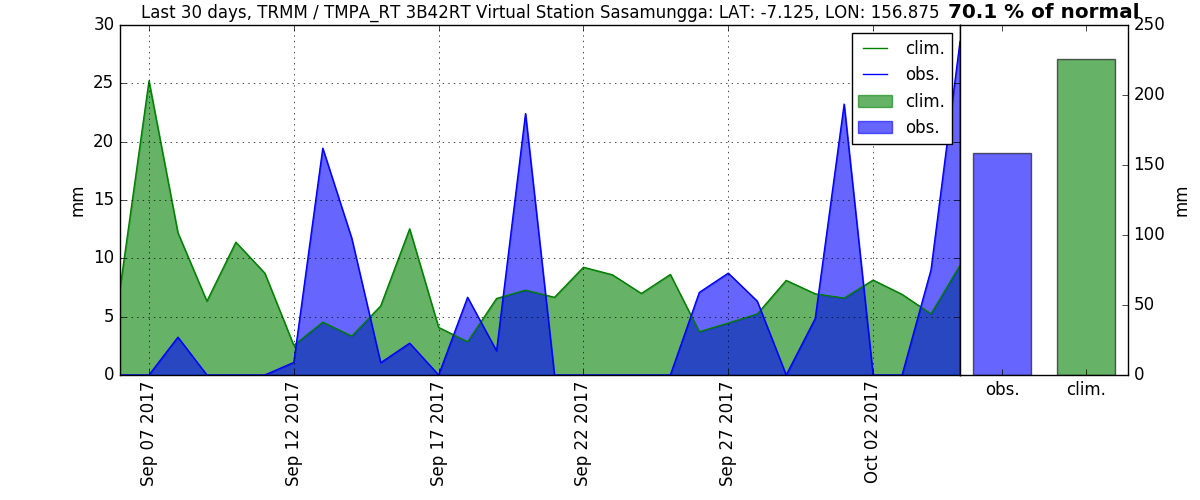 Last 30 days, TRMM / TMPA_RT 3B42RT Virtual Station Sasamungga: LAT: -7.125, LON: 156.875 70.1 % of normal
30
25
20
15
10
5
0
mm
clim.
obs.
clim.
obs.
Sep 07 2017
Sep 12 2017
Sep 17 2017
Sep 22 2017
Sep 27 2017
Oct 02 2017
250
200
150
100
50
0
mm
obs. clim.